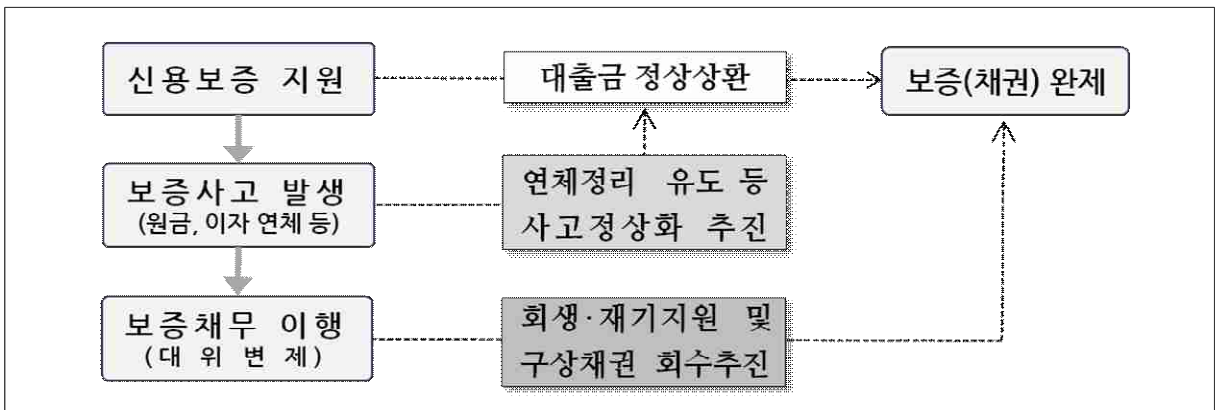 신용보증 지원
대출금 정상상환
보증(채권) 완제
보증사고 발생
(원금, 이자 연체 등)
연체정리 유도 등
사고정상화 추진
보증채무 이행
(대 위 변 제)
회생·재기지원 및
구상채권 회수추진